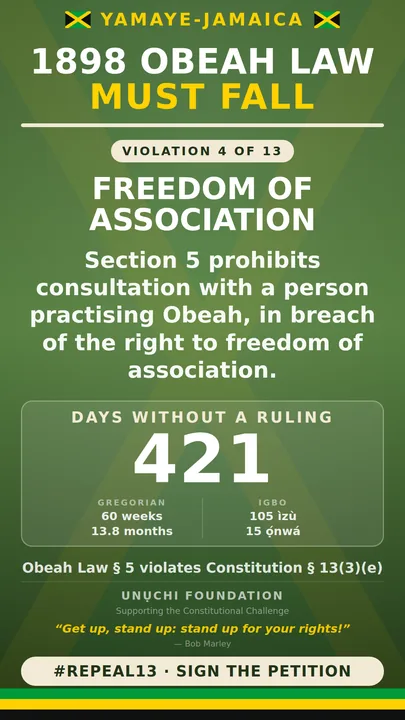 YAMAYE-JAMAICA
1898 OBEAH LAW
MUST FALL
VIOLATION 4 OF 13
FREEDOM OF
ASSOCIATION
Section 5 prohibits
consultation with a person
practising Obeah, in breach
of the right to freedom of
association.
DAYS WITHOUT A RULING
421
GREGORIAN
60 weeks
13.8 months
IGBO
105 ìzù
15 ọ́nwá
Obeah Law § 5 violates Constitution § 13(3)(e)
UNỤCHI FOUNDATION
Supporting the Constitutional Challenge
“Get up, stand up: stand up for your rights!”
— Bob Marley
#REPEAL13 · SIGN THE PETITION